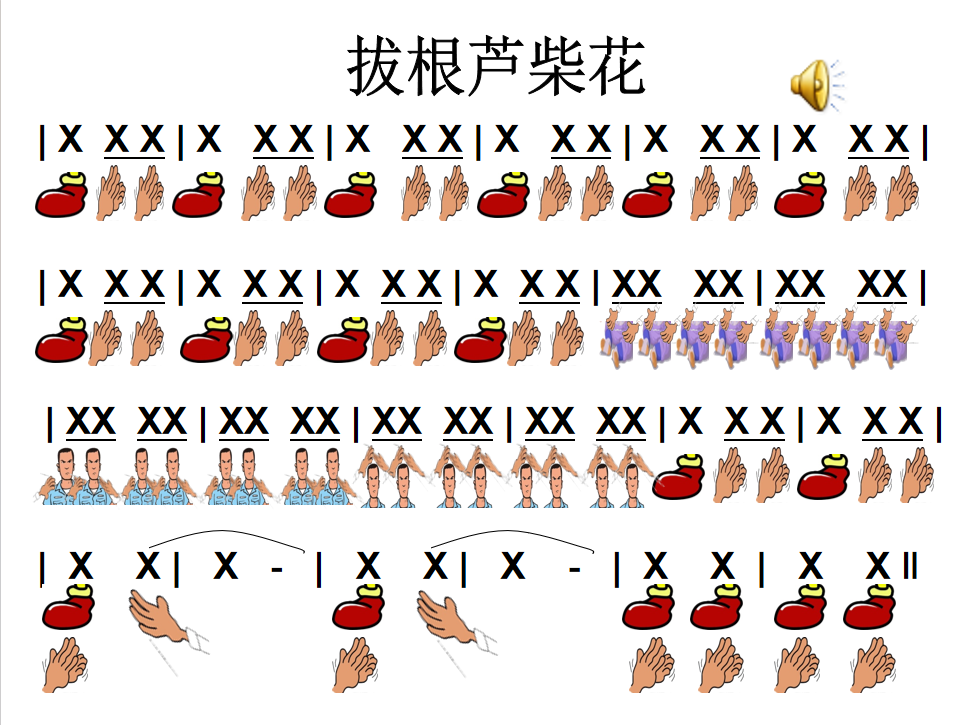 拔根芦柴花
| X X X | X X X | X X X | X X X | X X X | X X X |
| X X X | X X X | X X X | X X X | XX XX | XX XX |
| XX XX | XX XX | XX XX | XX XX | X X X | X X X |
| X X | X - | X X | X - | X X | X X ||